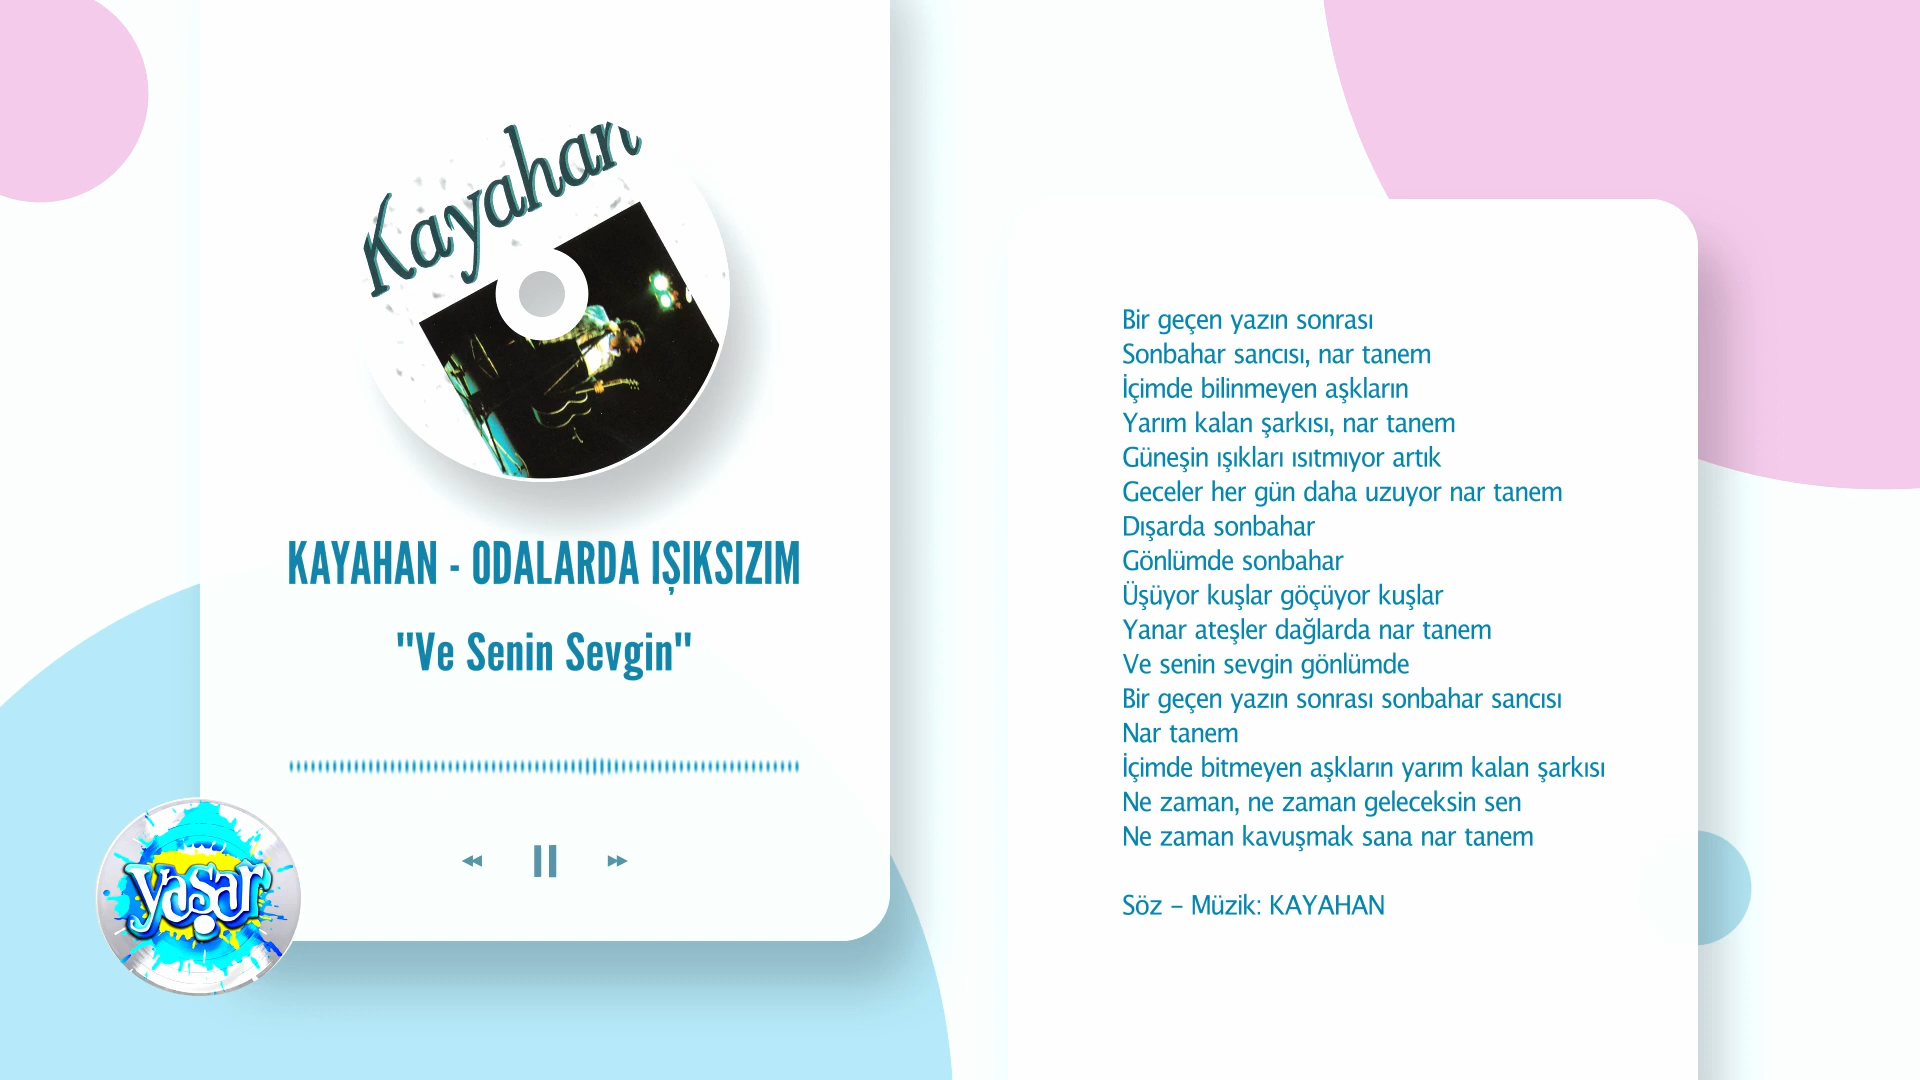 Kayahan
KAYAHAN - ODALARDA IŞIKSIZIM
"Ve Senin Sevgin"
yaşar
Bir geçen yazın sonrası
Sonbahar sancısı, nar tanem
İçimde bilinmeyen aşkların
Yarım kalan şarkısı, nar tanem
Güneşin ışıkları ısıtmıyor artık
Geceler her gün daha uzuyor nar tanem
Dışarda sonbahar
Gönlümde sonbahar
Üşüyor kuşlar göçüyor kuşlar
Yanar ateşler dağlarda nar tanem
Ve senin sevgin gönlümde
Bir geçen yazın sonrası sonbahar sancısı
Nar tanem
İçimde bitmeyen aşkların yarım kalan şarkısı
Ne zaman, ne zaman geleceksin sen
Ne zaman kavuşmak sana nar tanem
Söz – Müzik: KAYAHAN